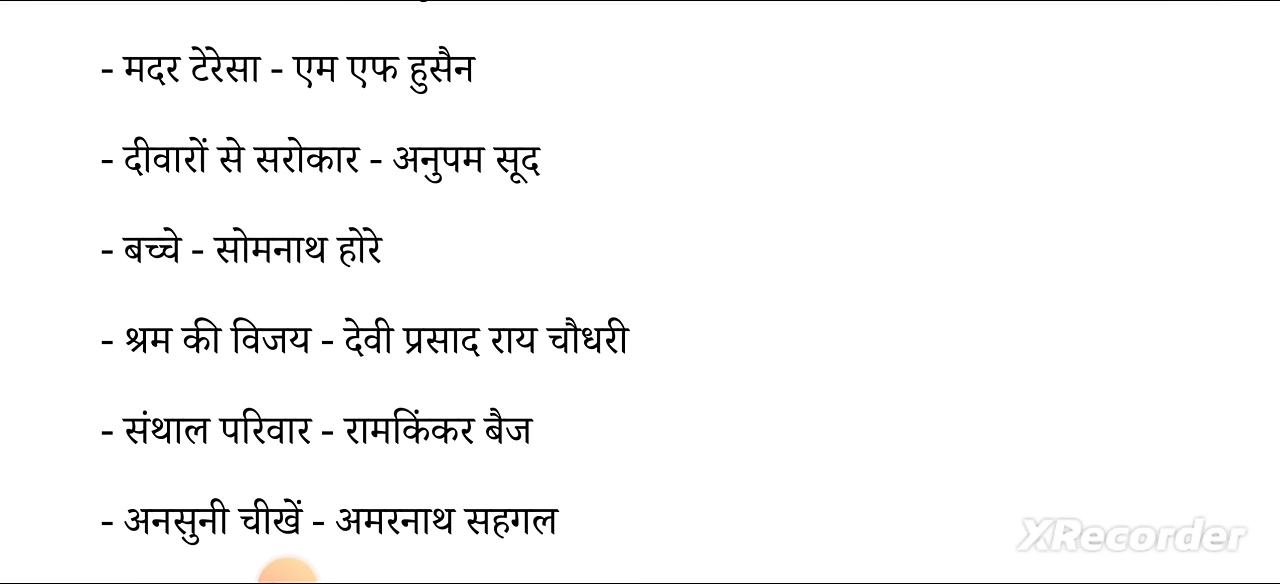 - मदर टेरेसा - एम एफ हुसैन
- दीवारों से सरोकार - अनुपम सूद
- बच्चे - सोमनाथ होरे
- श्रम की विजय - देवी प्रसाद राय चौधरी
- संथाल परिवार - रामकिंकर बैज
- अनसुनी चीखें - अमरनाथ सहगल
XRecorder